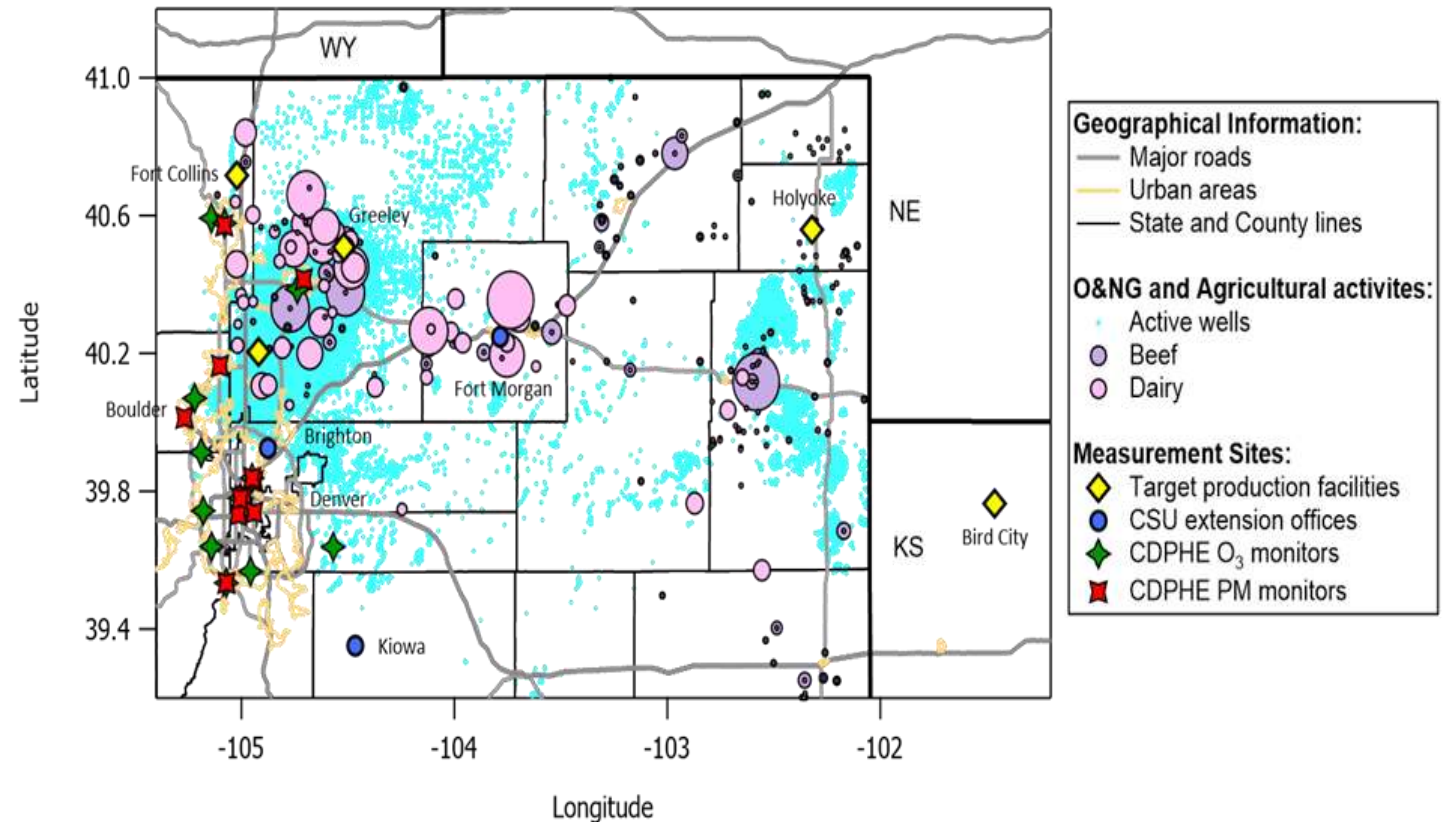 WY
41.0
Fort Collins
Geographical Information:
Major roads
Urban areas
State and County lines
Holyoke
NE
40.6
Greeley
O&NG and Agricultural activites:
Active wells
Beef
Dairy
Latitude
40.2
Fort Morgan
Boulder
Brighton
Measurement Sites:
Target production facilities
CSU extension offices
CDPHE O3 monitors
CDPHE PM monitors
39.8
Denver
KS
Bird City
39.4
Kiowa
-105
-104
-103
-102
Longitude